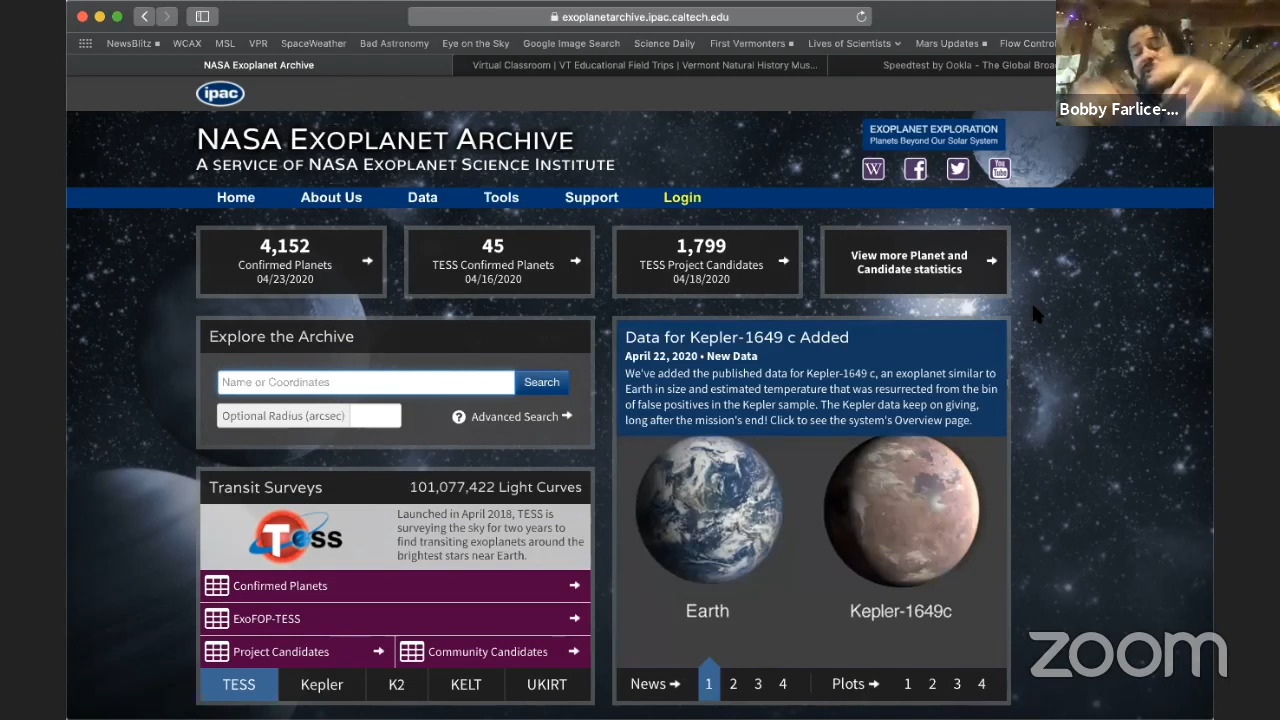 exoplanetarchive.ipac.caltech.edu
NewsBlitz WCAX MSL VPR SpaceWeather Bad Astronomy Eye on the Sky Google Image Search Science Daily First Vermonters Lives of Scientists Mars Updates Flow Control
NASA Exoplanet Archive
Virtual Classroom | VT Educational Field Trips | Vermont Natural History Mus...
Speedtest by Ookla - The Global Broa
Bobby Farlice-...
ipac
NASA EXOPLANET ARCHIVE
A SERVICE OF NASA EXOPLANET SCIENCE INSTITUTE
EXOPLANET EXPLORATION
Planets Beyond Our Solar System
W
f
You
Tube
Home About Us Data Tools Support Login
4,152
Confirmed Planets
04/23/2020
45
TESS Confirmed Planets
04/16/2020
1,799
TESS Project Candidates
04/18/2020
View more Planet and
Candidate statistics
Explore the Archive
Name or Coordinates
Search
Optional Radius (arcsec)
? Advanced Search
Transit Surveys 101,077,422 Light Curves
Tess
Launched in April 2018, TESS is
surveying the sky for two years to
find transiting exoplanets around the
brightest stars near Earth.
Confirmed Planets
ExoFOP-TESS
Project Candidates
Community Candidates
TESS Kepler K2 KELT UKIRT
Data for Kepler-1649 c Added
April 22, 2020 • New Data
We've added the published data for Kepler-1649 c, an exoplanet similar to
Earth in size and estimated temperature that was resurrected from the bin
of false positives in the Kepler sample. The Kepler data keep on giving,
long after the mission's end! Click to see the system's Overview page.
Earth
Kepler-1649c
News 1 2 3 4 Plots 1 2 3 4
zoom